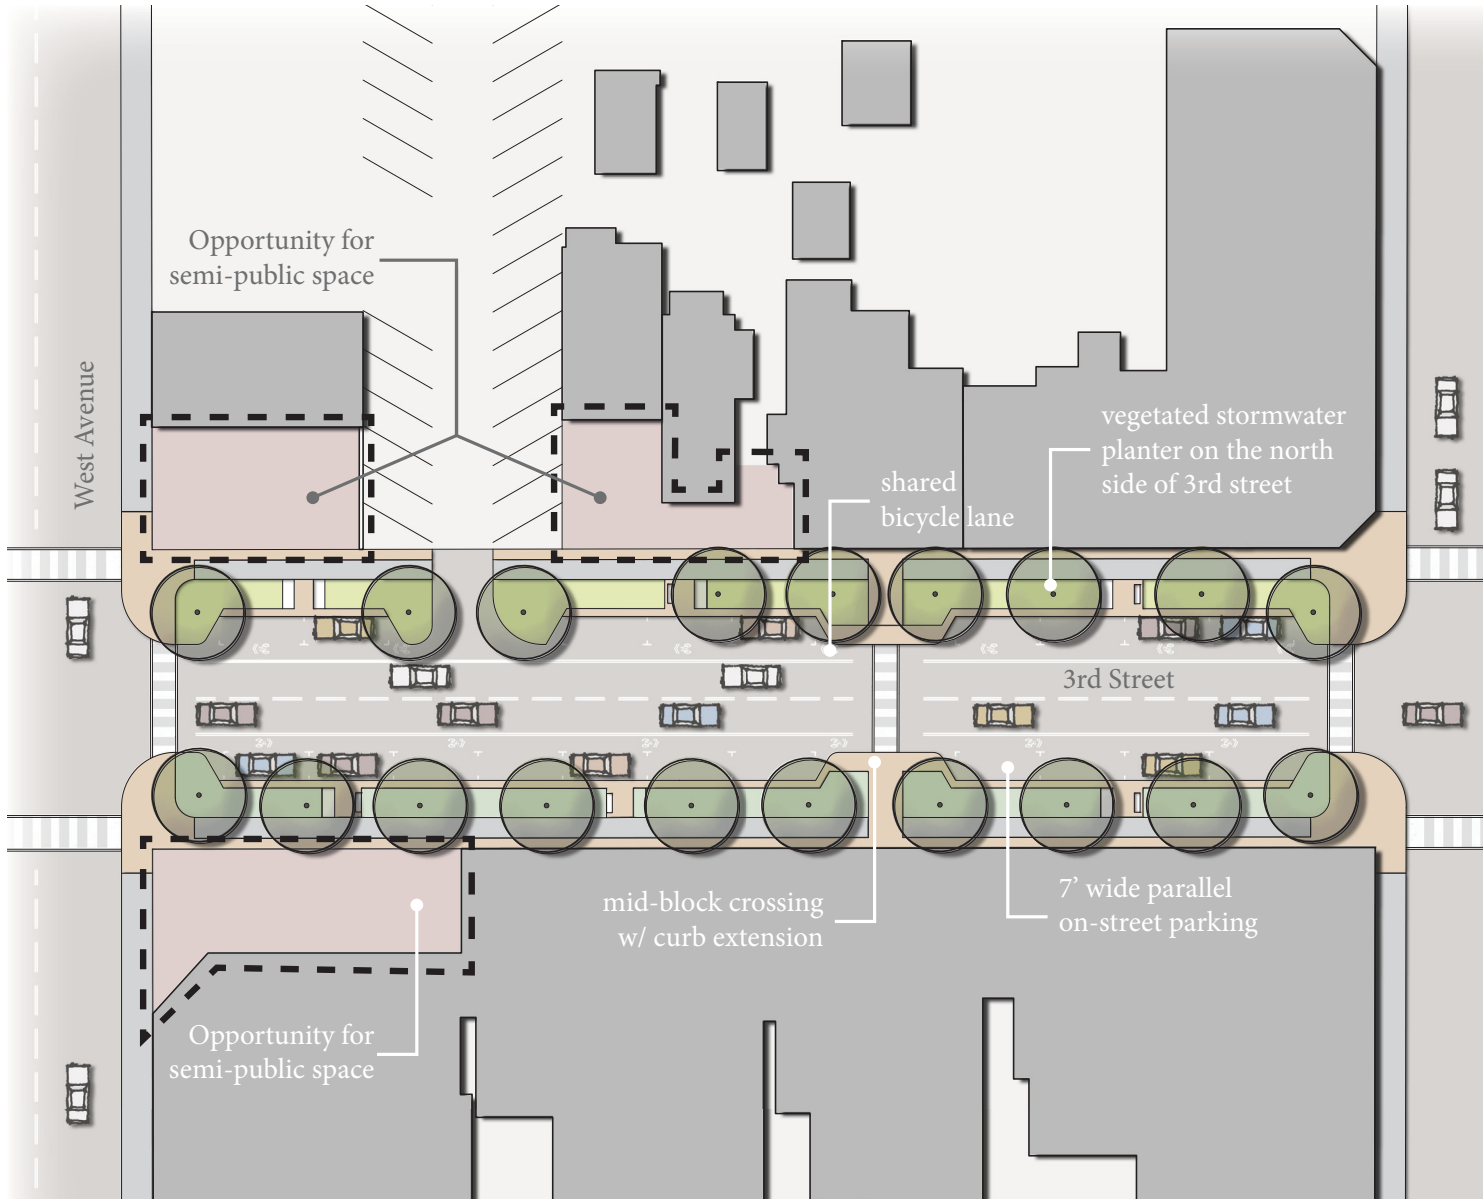 Opportunity for
semi-public space
West Avenue
vegetated stormwater
planter on the north
side of 3rd street
shared
bicycle lane
3rd Street
mid-block crossing
w/ curb extension
7’ wide parallel
on-street parking
Opportunity for
semi-public space